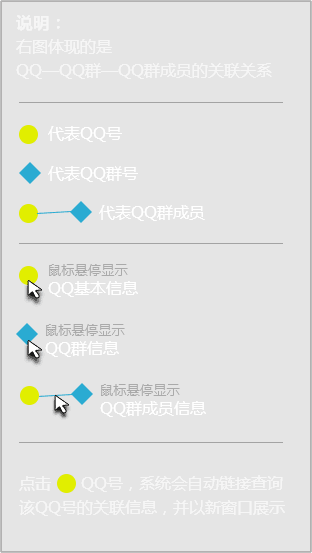 说明：
右图体现的是
QQ—QQ群—QQ群成员的关联关系
代表QQ号
代表QQ群号
代表QQ群成员
鼠标悬停显示
QQ基本信息
鼠标悬停显示
QQ群信息
鼠标悬停显示
QQ群成员信息
点击 QQ号，系统会自动链接查询
该QQ号的关联信息，并以新窗口展示